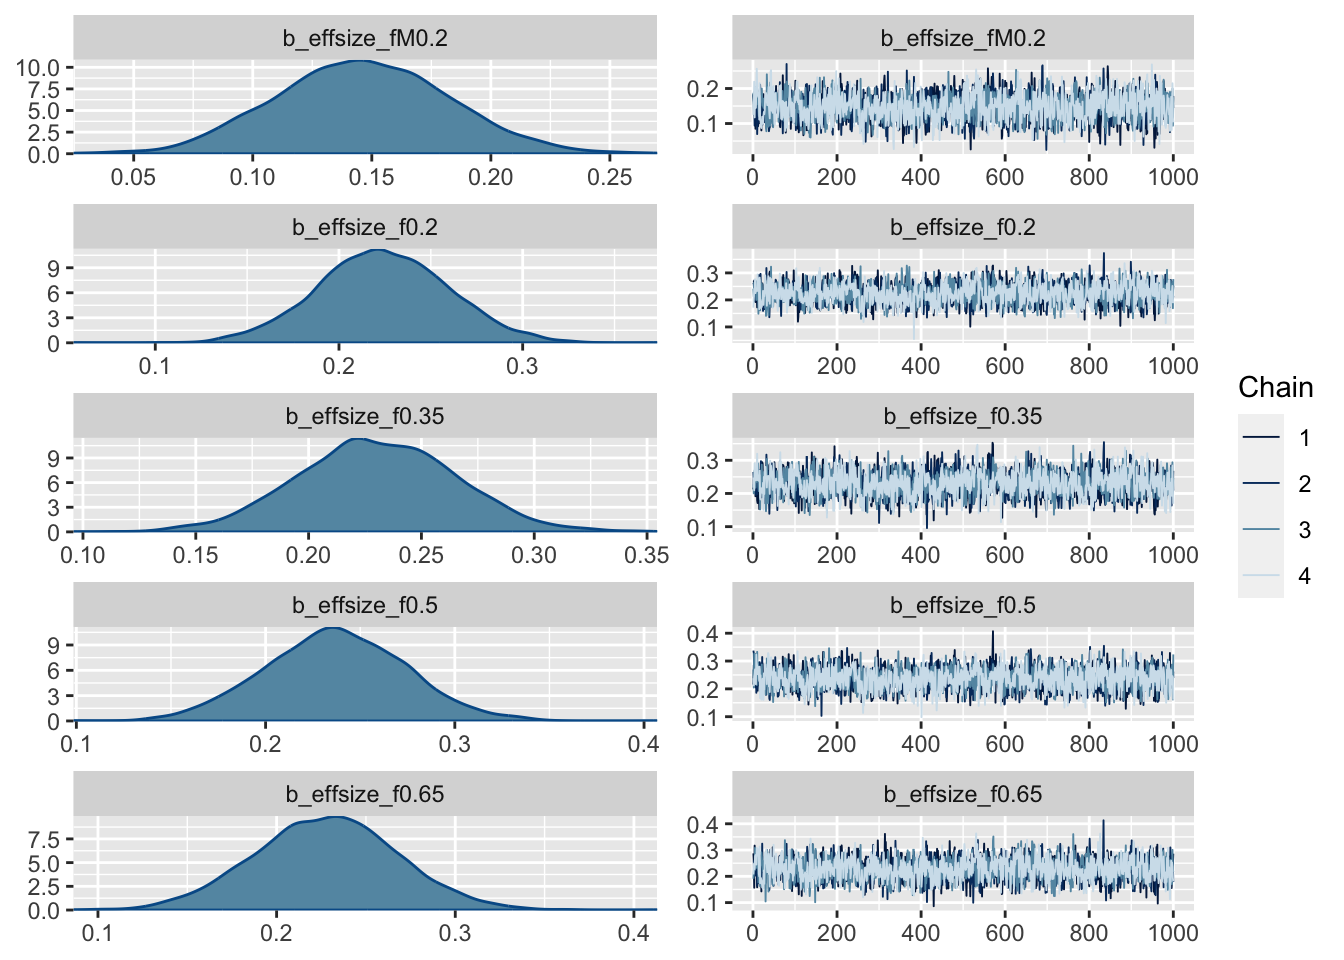 b_effsize_fM0.2
10.0
7.5
5.0
2.5
0.0
0.05 0.10 0.15 0.20 0.25
b_effsize_fM0.2
0.2
0.1
0 200 400 600 800 1000
b_effsize_f0.2
9
6
3
0
0.1 0.2 0.3
b_effsize_f0.2
0.3
0.2
0.1
0 200 400 600 800 1000
b_effsize_f0.35
9
6
3
0
0.10 0.15 0.20 0.25 0.30 0.35
b_effsize_f0.35
0.3
0.2
0.1
0 200 400 600 800 1000
b_effsize_f0.5
9
6
3
0
0.1 0.2 0.3 0.4
b_effsize_f0.5
0.4
0.3
0.2
0.1
0 200 400 600 800 1000
b_effsize_f0.65
7.5
5.0
2.5
0.0
0.1 0.2 0.3 0.4
b_effsize_f0.65
0.4
0.3
0.2
0.1
0 200 400 600 800 1000
Chain
1
2
3
4